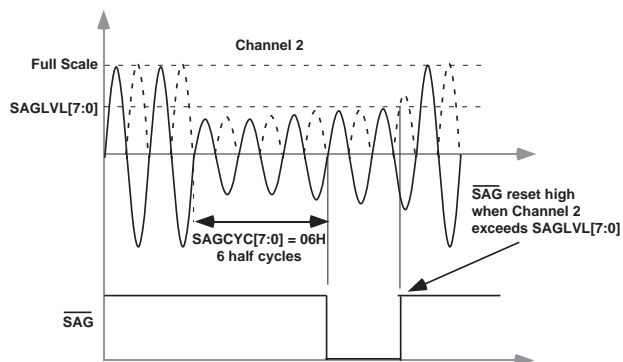 Channel 2
Full Scale
SAGLVL[7:0]
SAG reset high
when Channel 2
exceeds SAGLVL[7:0]
SAGCYC[7:0] = 06H
6 half cycles
SAG